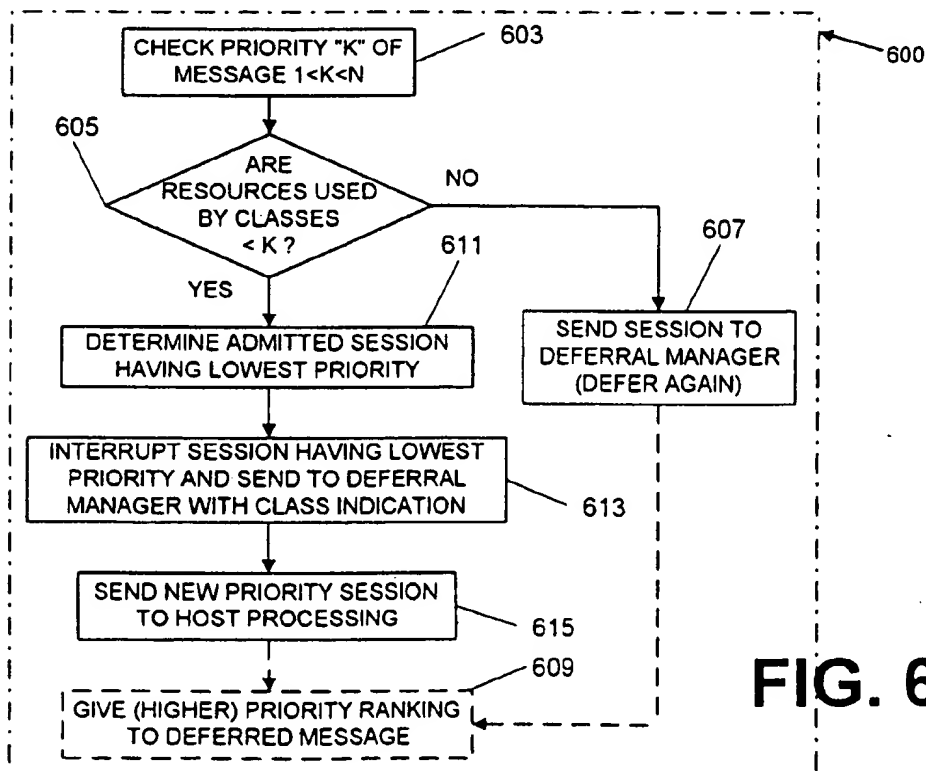 CHECK PRIORITY "K" OF
MESSAGE 1<K<N
603
600
605
ARE
RESOURCES USED
BY CLASSES
< K ?
NO
YES
611
607
DETERMINE ADMITTED SESSION
HAVING LOWEST PRIORITY
SEND SESSION TO
DEFERRAL MANAGER
(DEFER AGAIN)
INTERRUPT SESSION HAVING LOWEST
PRIORITY AND SEND TO DEFERRAL
MANAGER WITH CLASS INDICATION
613
SEND NEW PRIORITY SESSION
TO HOST PROCESSING
615
609
GIVE (HIGHER) PRIORITY RANKING
TO DEFERRED MESSAGE
FIG. 6